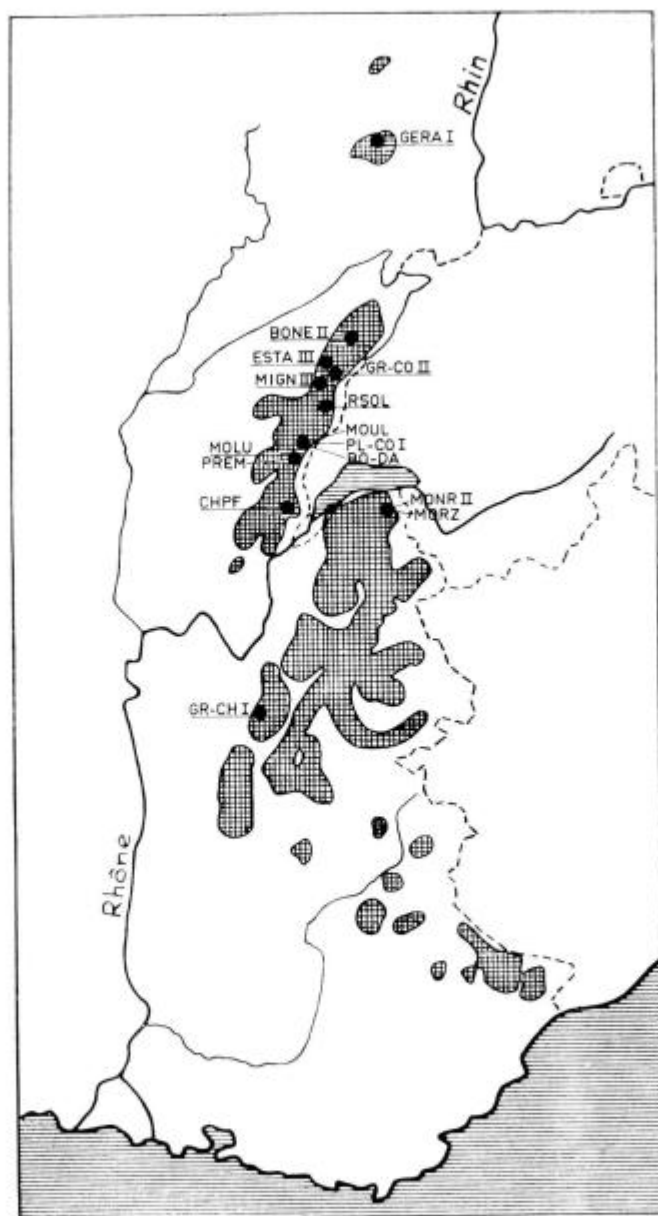 Rhin
GERA I
BONE II
ESTA III
GR-CO II
MIGN III
RSOL
MOUL
MOLU
PL-CO I
PREM
BO-DA
CHPF
MONR II
MORZ
GR-CH I
Rhône